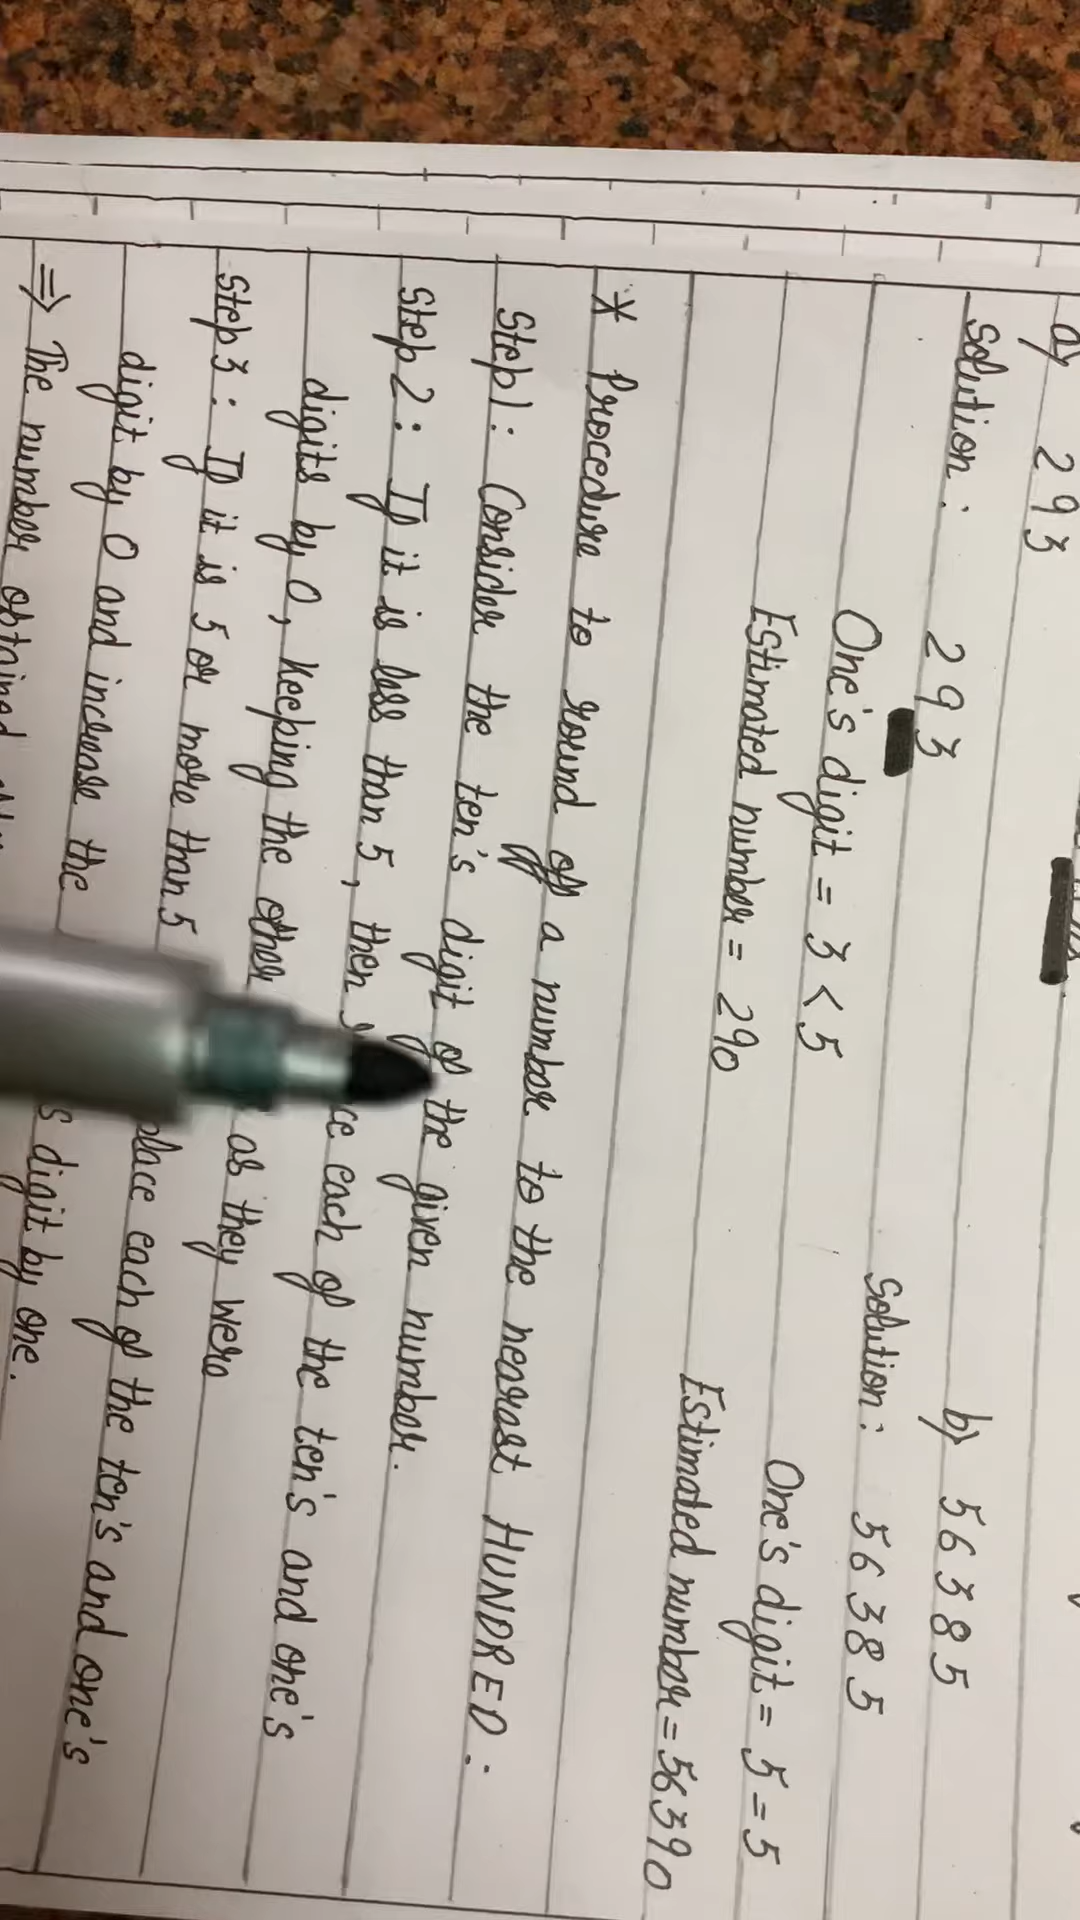 a) 293
b) 56385
Solution: 293
Solution: 56385
One's digit = 3 < 5
One's digit = 5 = 5
Estimated number = 290
Estimated number = 56390
* Procedure to round off a number to the nearest HUNDRED:
Step 1: Consider the ten's digit of the given number.
Step 2: If it is less than 5, then each of the ten's and one's
digits by 0, keeping the other as they were
Step 3: If it is 5 or more than 5 each of the ten's and one's
digit by 0 and increase the digit by one.
⇒ The number obtained